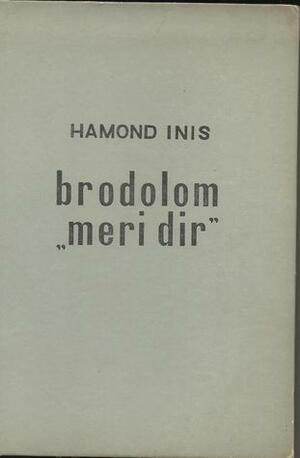 HAMOND INIS
brodolom
„meri dir”